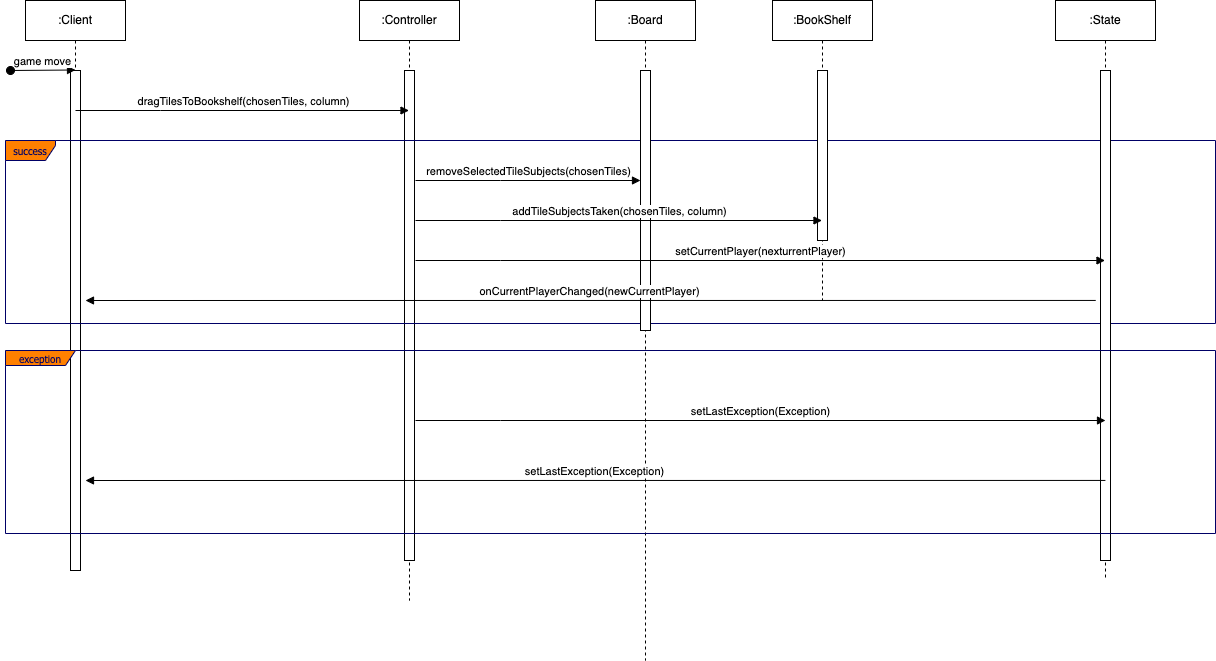 :Client
:Controller
:Board
:BookShelf
:State
game move
dragTilesToBookshelf(chosenTiles, column)
success
removeSelectedTileSubjects(chosenTiles)
addTileSubjectsTaken(chosenTiles, column)
setCurrentPlayer(nexturrentPlayer)
onCurrentPlayerChanged(newCurrentPlayer)
exception
setLastException(Exception)
setLastException(Exception)